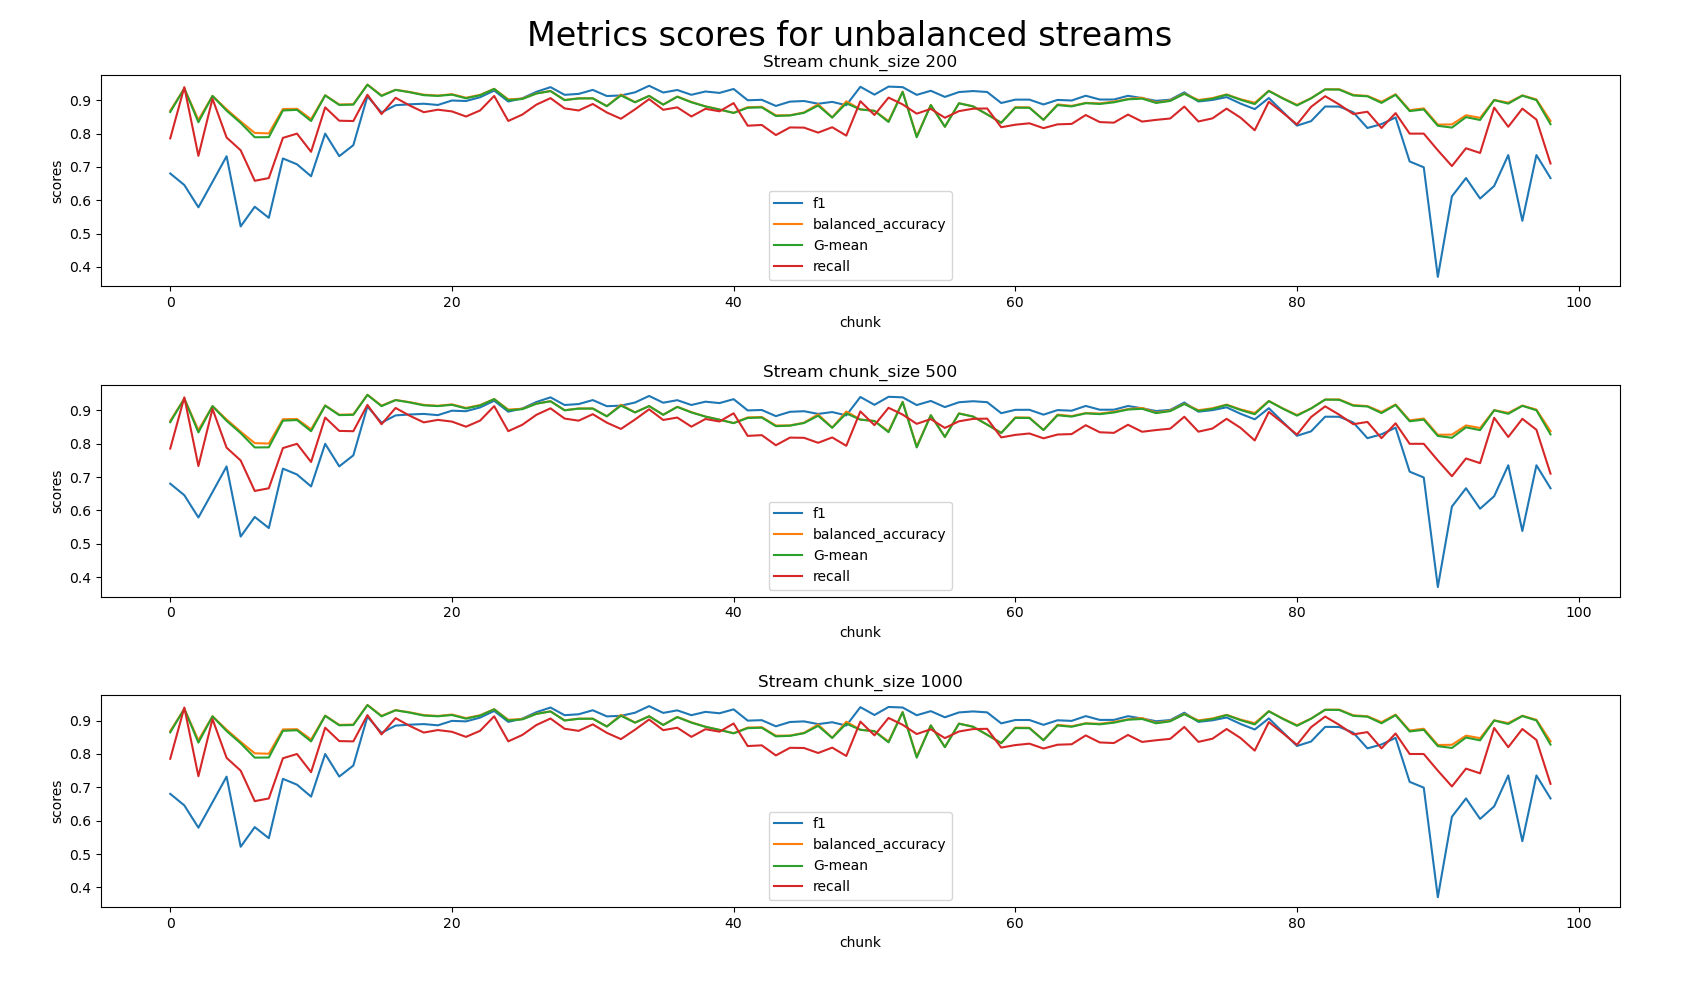 Metrics scores for unbalanced streams
Stream chunk_size 200
scores
0.9
0.8
0.7
0.6
0.5
0.4
f1
balanced_accuracy
G-mean
recall
0 20 40 60 80 100
chunk
Stream chunk_size 500
scores
0.9
0.8
0.7
0.6
0.5
0.4
f1
balanced_accuracy
G-mean
recall
0 20 40 60 80 100
chunk
Stream chunk_size 1000
scores
0.9
0.8
0.7
0.6
0.5
0.4
f1
balanced_accuracy
G-mean
recall
0 20 40 60 80 100
chunk